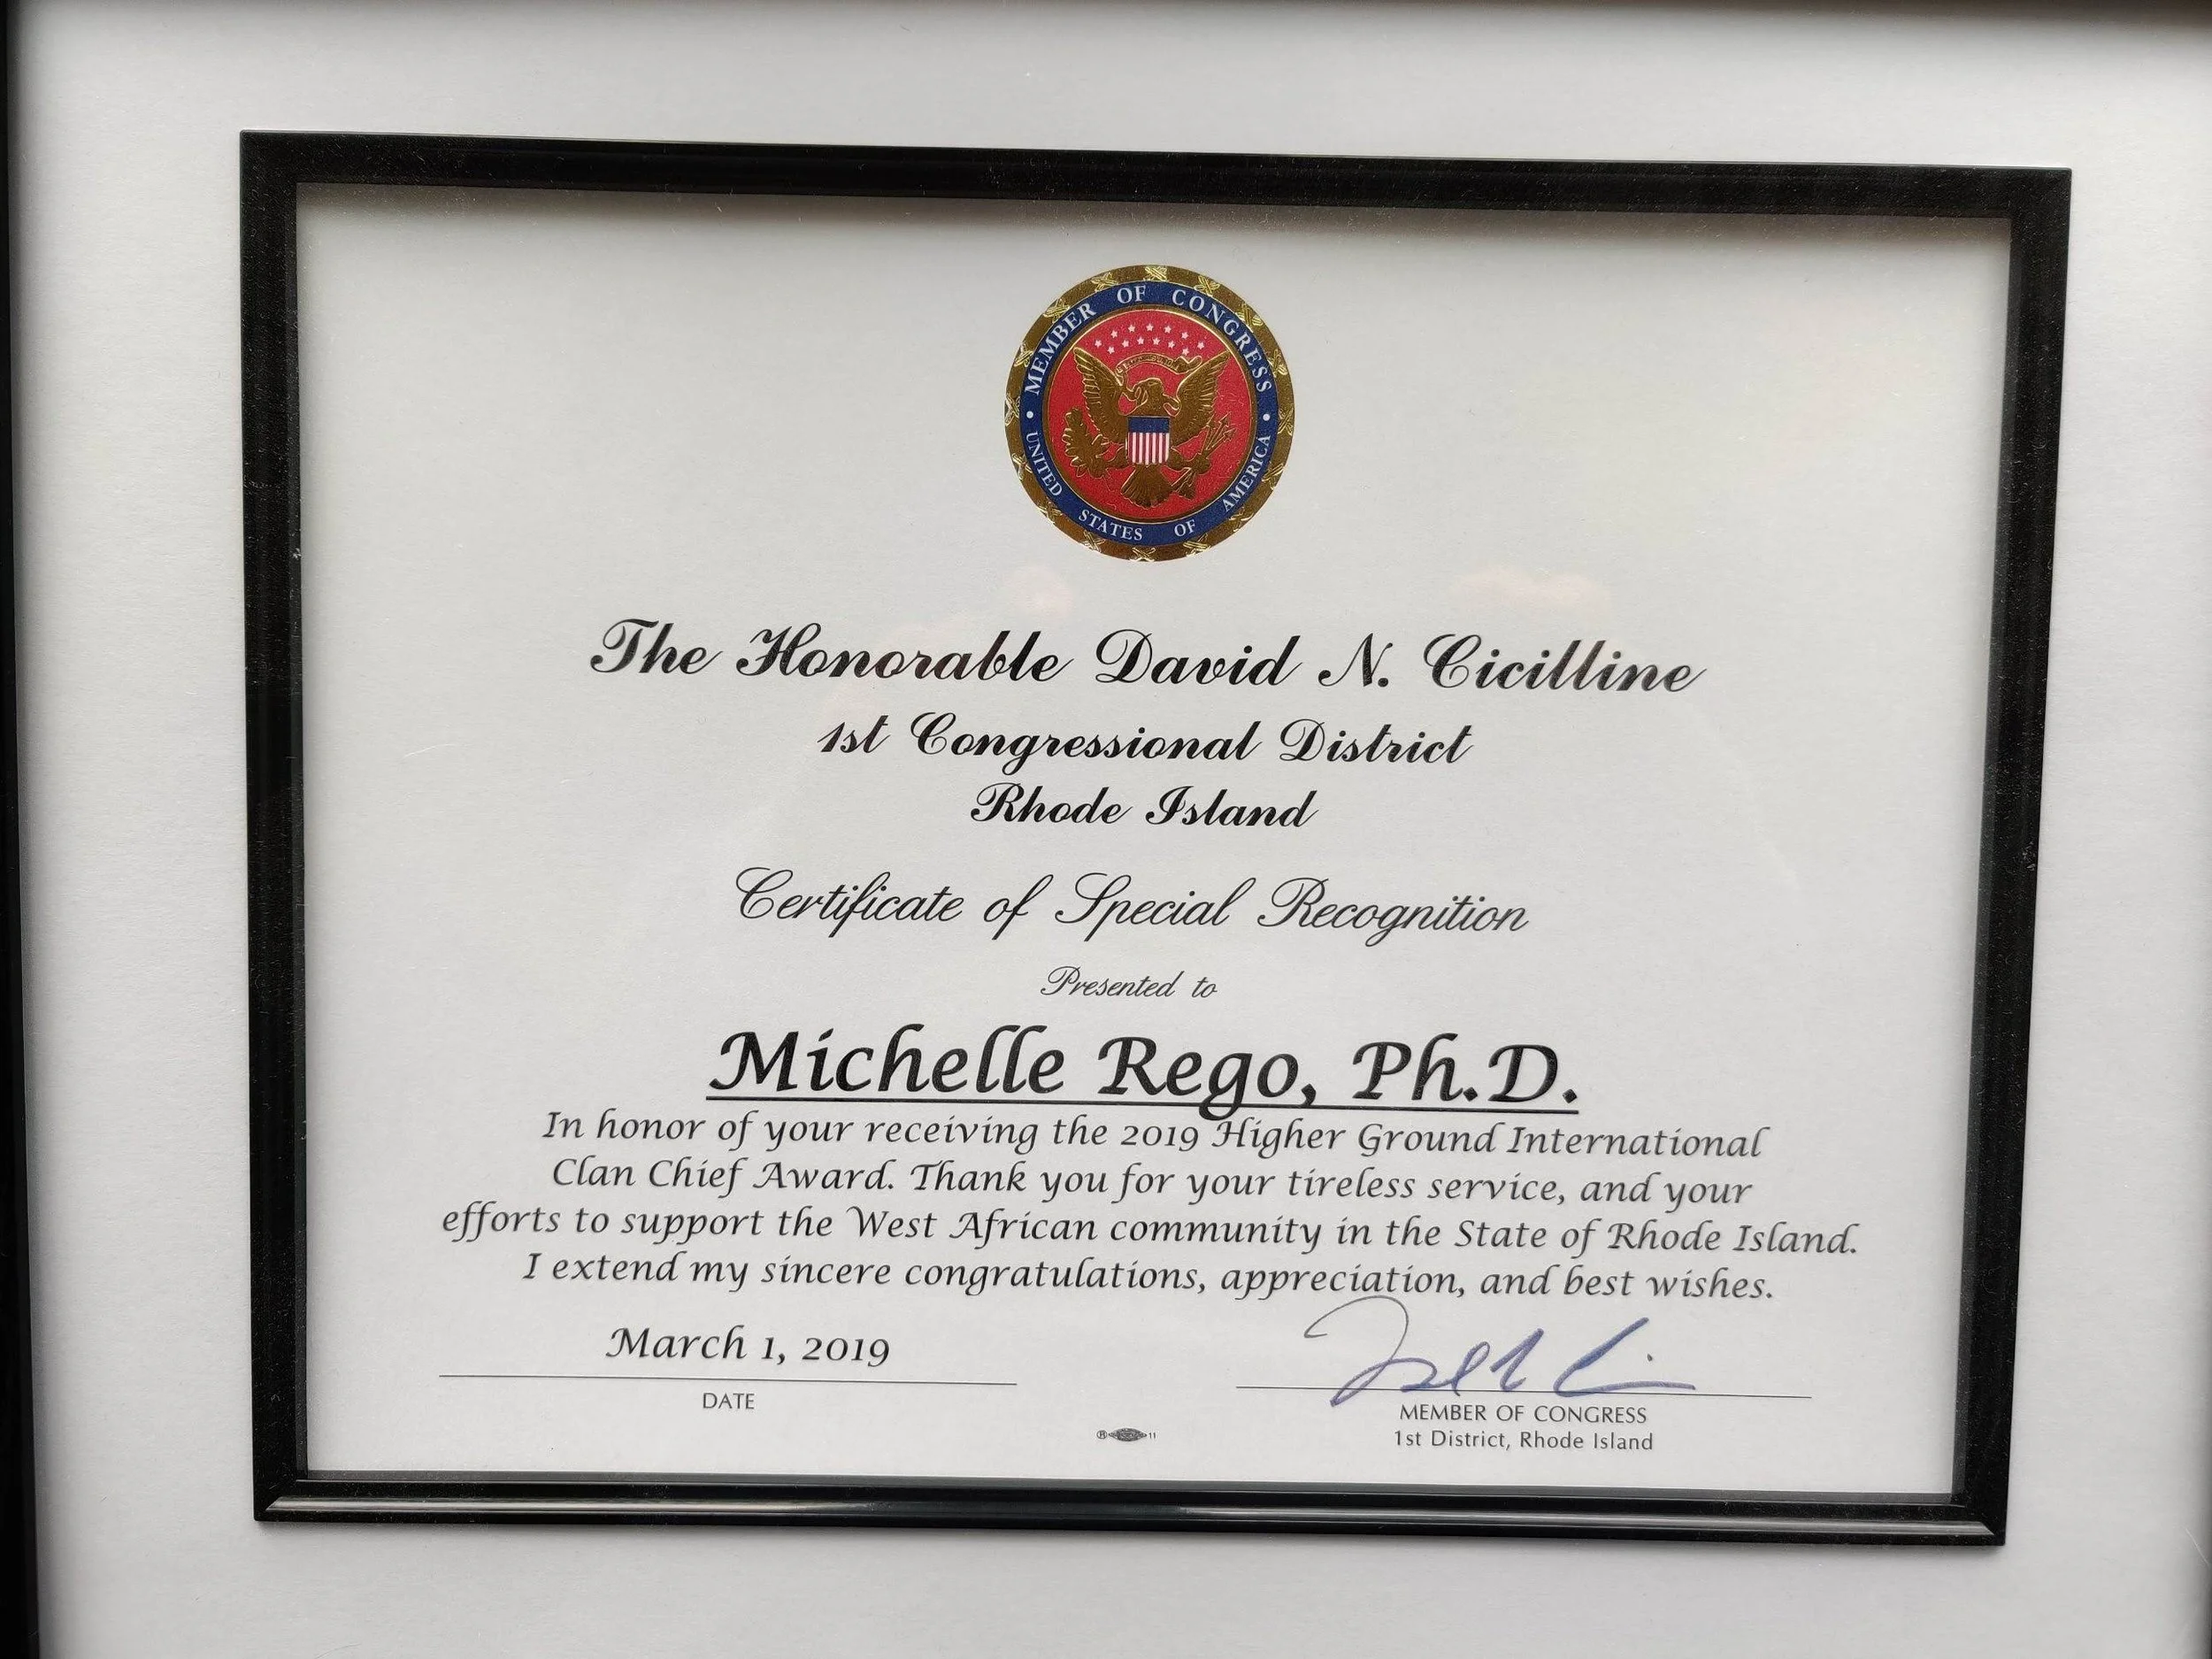 MEMBER OF CONGRESS
UNITED STATES OF AMERICA
The Honorable David N. Cicilline
1st Congressional District
Rhode Island
Certificate of Special Recognition
Presented to
Michelle Rego, Ph.D.
In honor of your receiving the 2019 Higher Ground International
Clan Chief Award. Thank you for your tireless service, and your
efforts to support the West African community in the State of Rhode Island.
I extend my sincere congratulations, appreciation, and best wishes.
March 1, 2019
DATE
MEMBER OF CONGRESS
1st District, Rhode Island
® 11